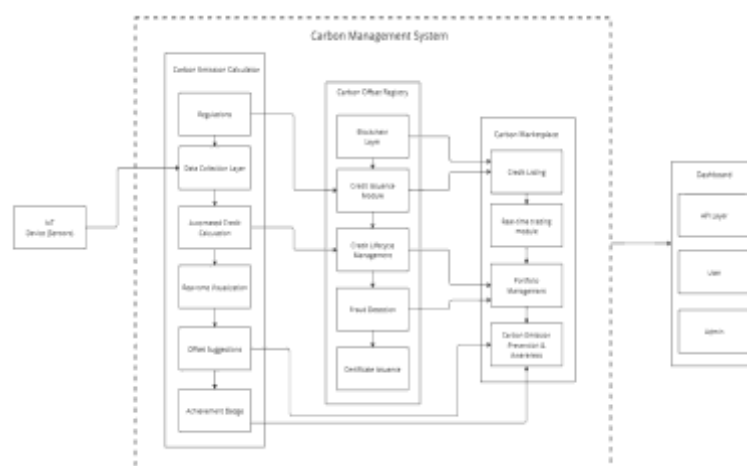 Carbon Management System
Carbon Emission Calculator
Regulations
Data Collection Layer
Automated Credit
Calculation
Real-time Visualization
Offset Suggestions
Achievement Badge
IoT
Device (Sensors)
Carbon Offset Registry
Blockchain
Layer
Credit Issuance
Module
Credit Lifecycle
Management
Fraud Detection
Certificate Issuance
Carbon Marketplace
Credit Listing
Real-time trading
module
Portfolio
Management
Carbon Emission
Prevention &
Awareness
Dashboard
API Layer
User
Admin